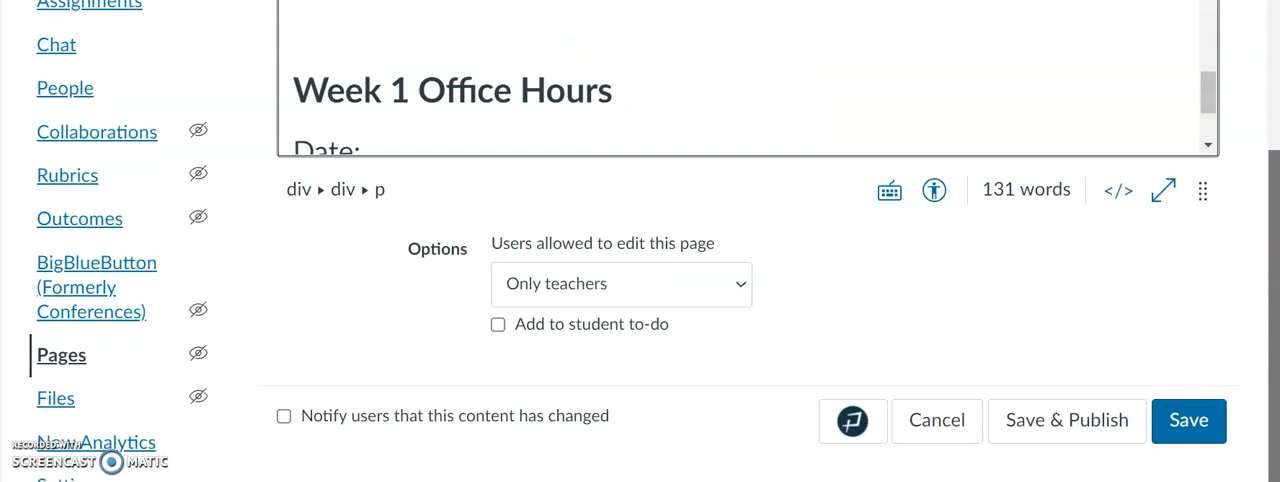 Assignments
Chat
People
Collaborations
Rubrics
Outcomes
BigBlueButton
(Formerly
Conferences)
Pages
Files
New Analytics
RECORDED WITH
SCREENCAST MATIC
Week 1 Office Hours
Date:
div ▸ div ▸ p
131 words
</>
Options
Users allowed to edit this page
Only teachers
Add to student to-do
Notify users that this content has changed
Cancel
Save & Publish
Save